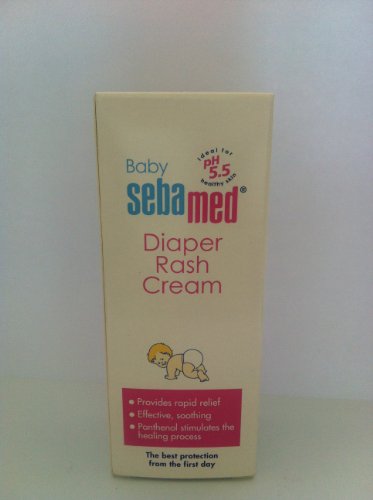 Baby
ideal for
pH
5.5
healthy skin
sebamed®
Diaper
Rash
Cream
• Provides rapid relief
• Effective, soothing
• Panthenol stimulates the
healing process
The best protection
from the first day